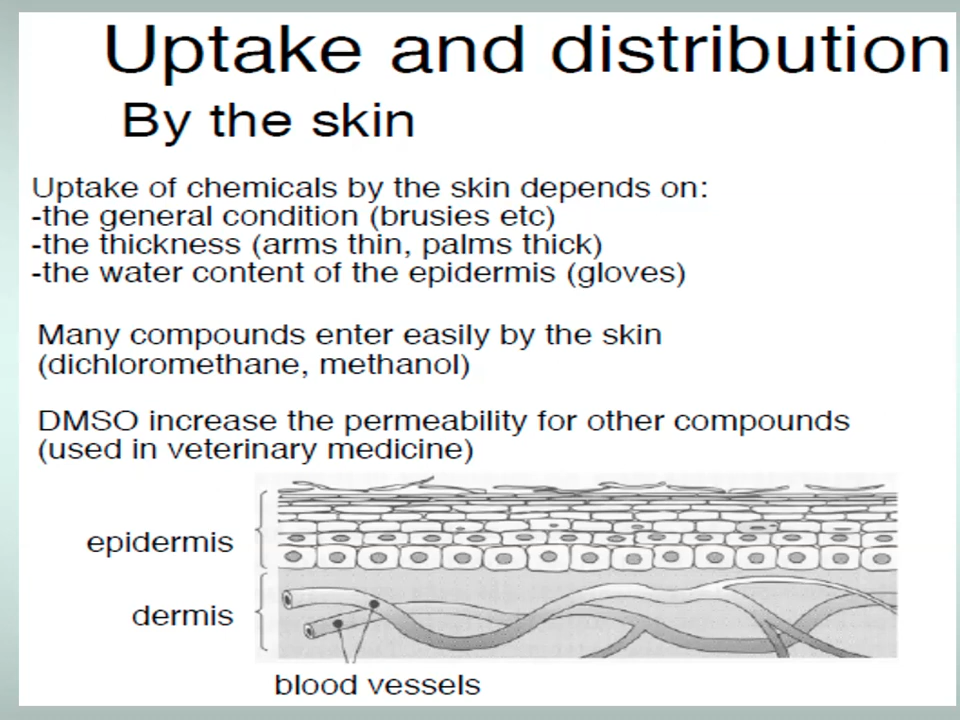 Uptake and distribution
By the skin
Uptake of chemicals by the skin depends on:
-the general condition (brusies etc)
-the thickness (arms thin, palms thick)
-the water content of the epidermis (gloves)
Many compounds enter easily by the skin
(dichloromethane, methanol)
DMSO increase the permeability for other compounds
(used in veterinary medicine)
epidermis
dermis
blood vessels